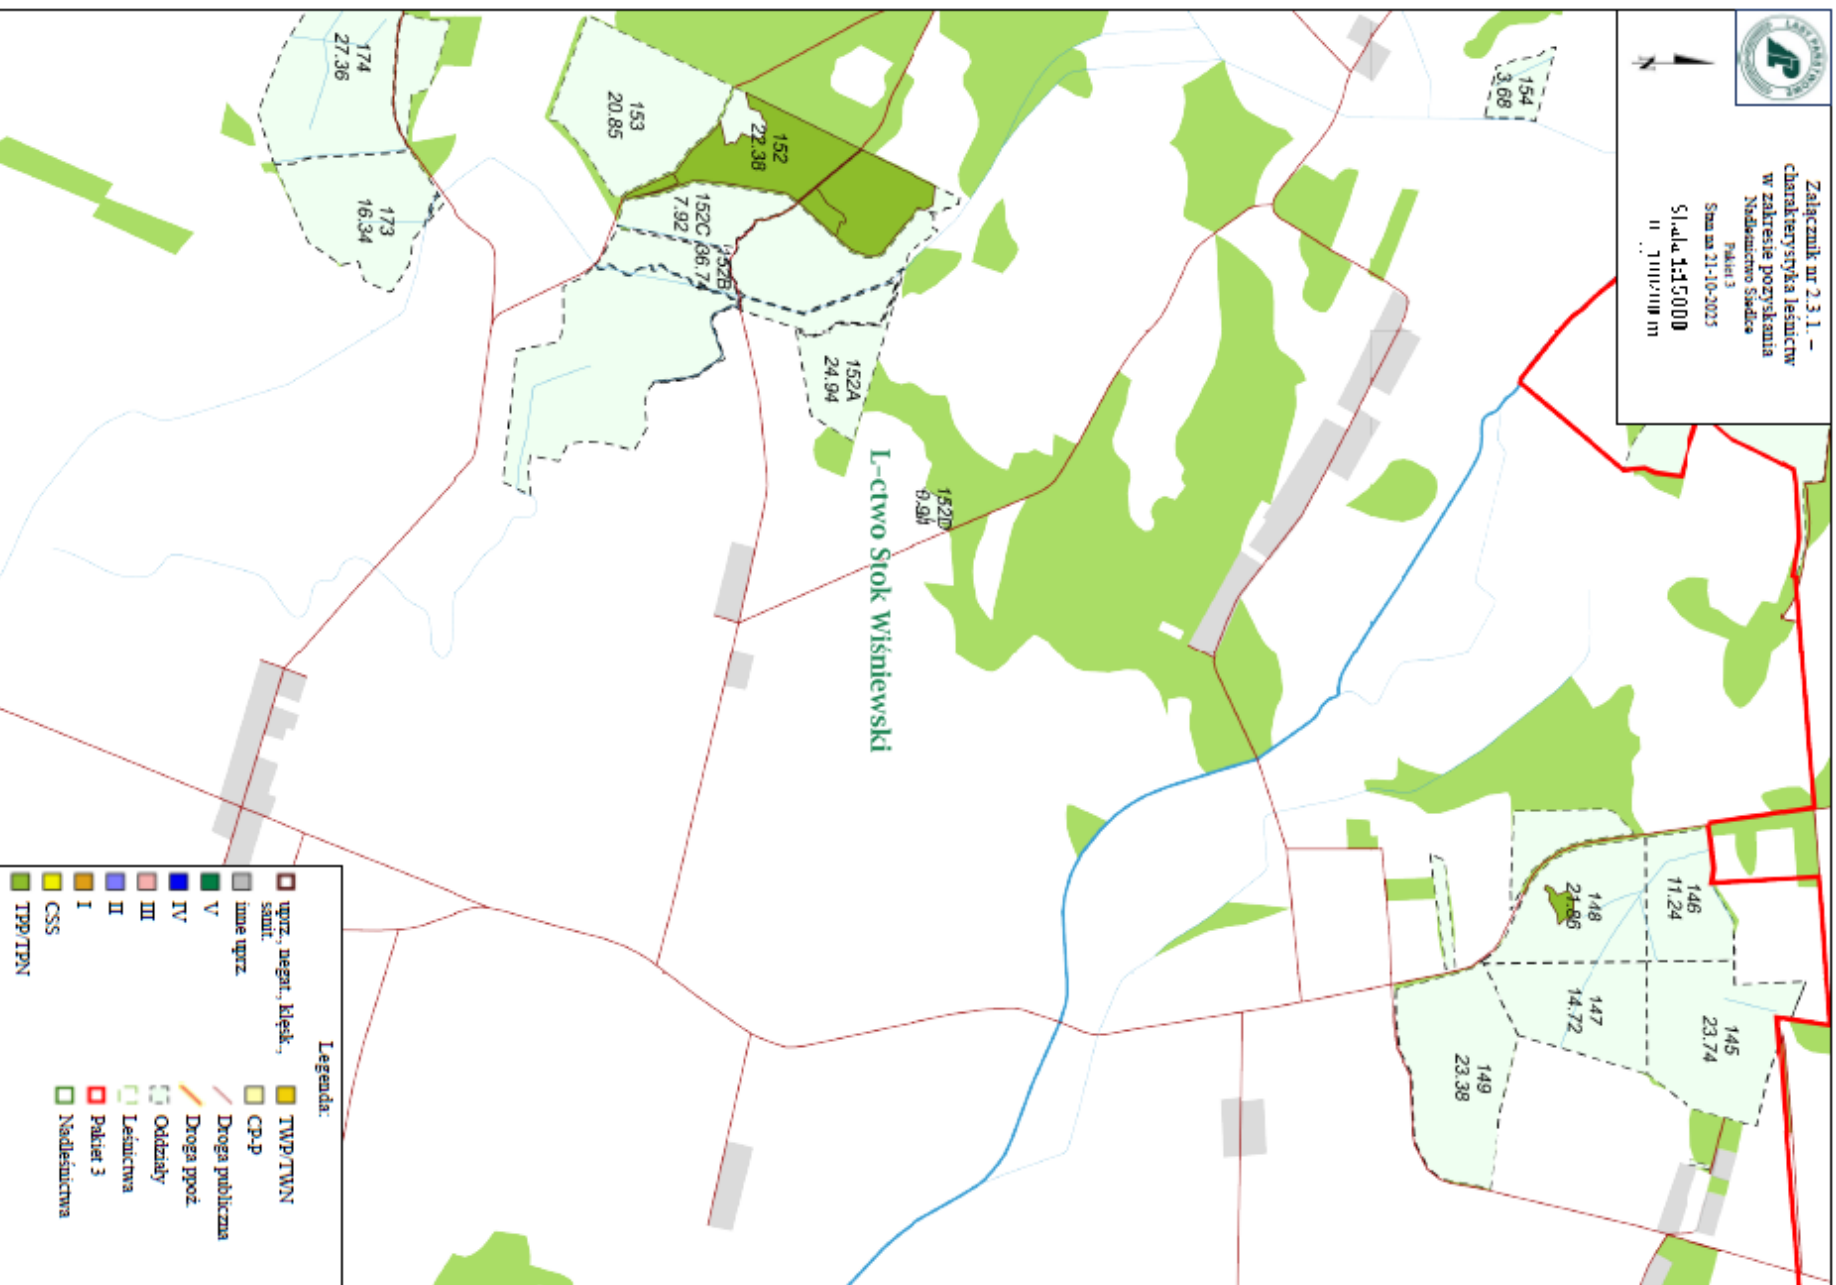 LASY PAŃSTWOWE
N
Załącznik nr 2.3.1. –
charakterystyka leśnictw
w zakresie pozyskania
Nadleśnictwo Siedlce
Pakiet 3
Stan na 21-10-2025
Skala 1:15000
154
3.68
174
27.36
173
16.34
153
20.85
152
22.38
152C
7.92
152B
36.74
152A
24.94
152D
L-ctwo Stok Wiśniewski
146
11.24
145
23.74
148
21.86
147
14.72
149
23.38
Legenda:
uprz., negat., klęsk.,
sanit.
inne uprz.
V
IV
III
II
I
CSS
TPP/TPN
TWP/TWN
CP-P
Droga publiczna
Droga ppoż.
Oddziały
Leśnictwa
Pakiet 3
Nadleśnictwa